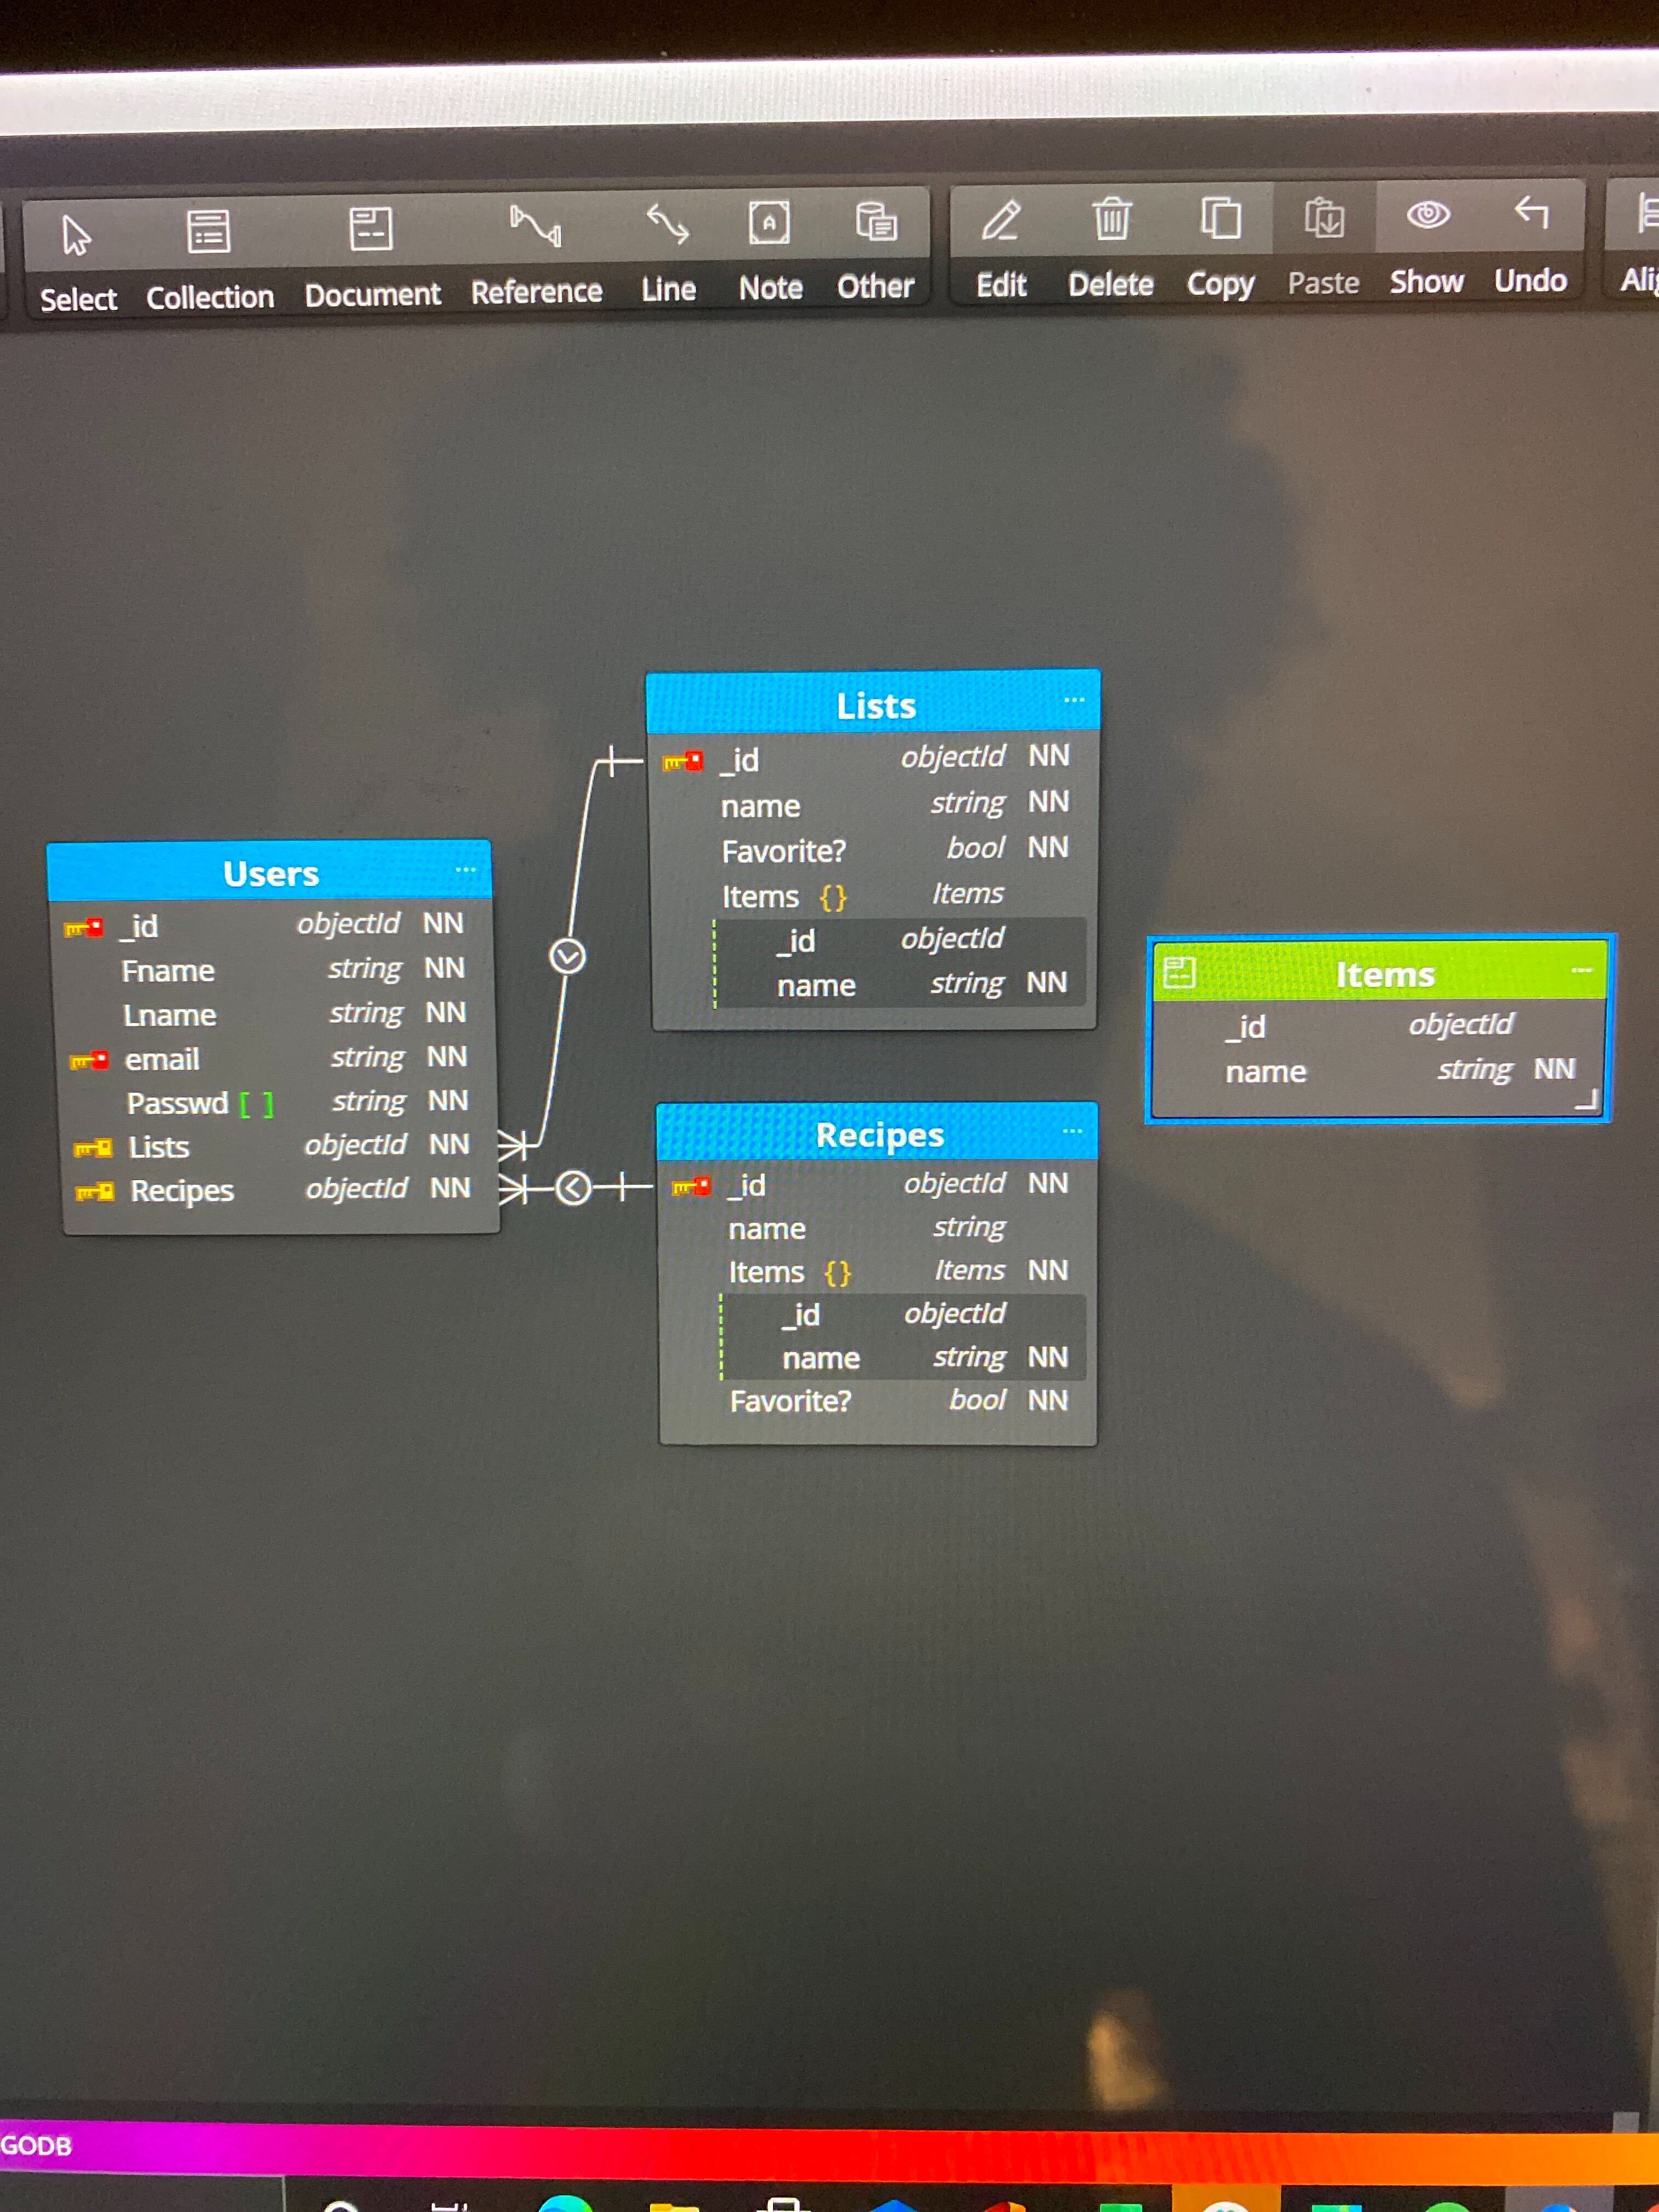 Select Collection Document Reference Line Note Other Edit Delete Copy Paste Show Undo
Lists
_id objectId NN
name string NN
Favorite? bool NN
Items {} Items
_id objectId
name string NN
Users
_id objectId NN
Fname string NN
Lname string NN
email string NN
Passwd [ ] string NN
Lists objectId NN
Recipes objectId NN
Items
_id objectId
name string NN
Recipes
_id objectId NN
name string
Items {} Items NN
_id objectId
name string NN
Favorite? bool NN
GODB